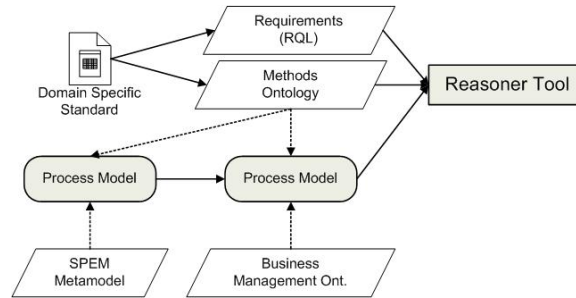 Requirements
(RQL)
Domain Specific
Standard
Methods
Ontology
Reasoner Tool
Process Model
Process Model
SPEM
Metamodel
Business
Management Ont.